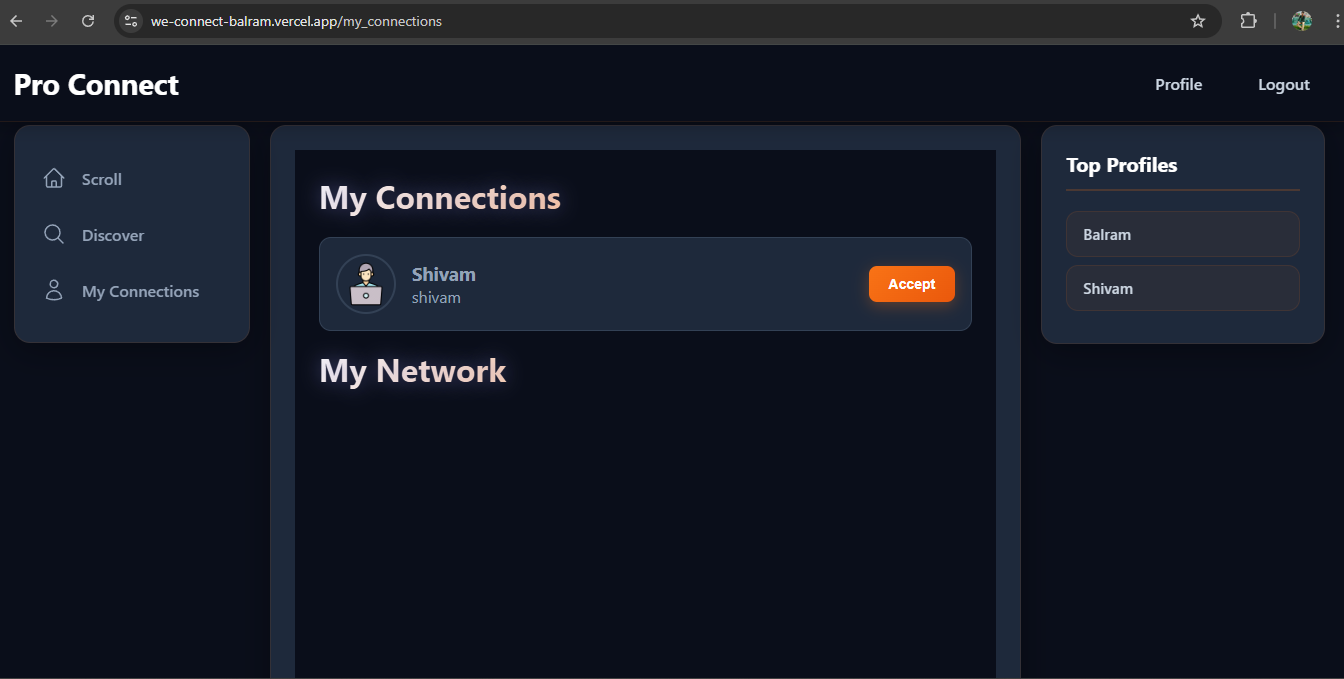 we-connect-balram.vercel.app/my_connections
Pro Connect
Profile
Logout
Scroll
Discover
My Connections
My Connections
Shivam
shivam
Accept
My Network
Top Profiles
Balram
Shivam